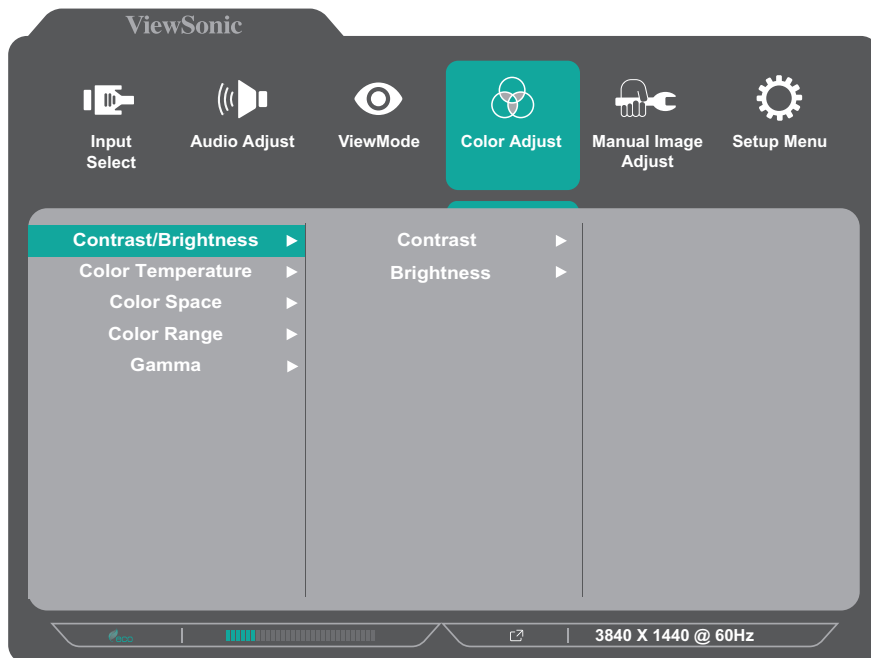 ViewSonic
Input
Select
Audio Adjust
ViewMode
Color Adjust
Manual Image
Adjust
Setup Menu
Contrast/Brightness
Color Temperature
Color Space
Color Range
Gamma
Contrast
Brightness
eco
3840 X 1440 @ 60Hz